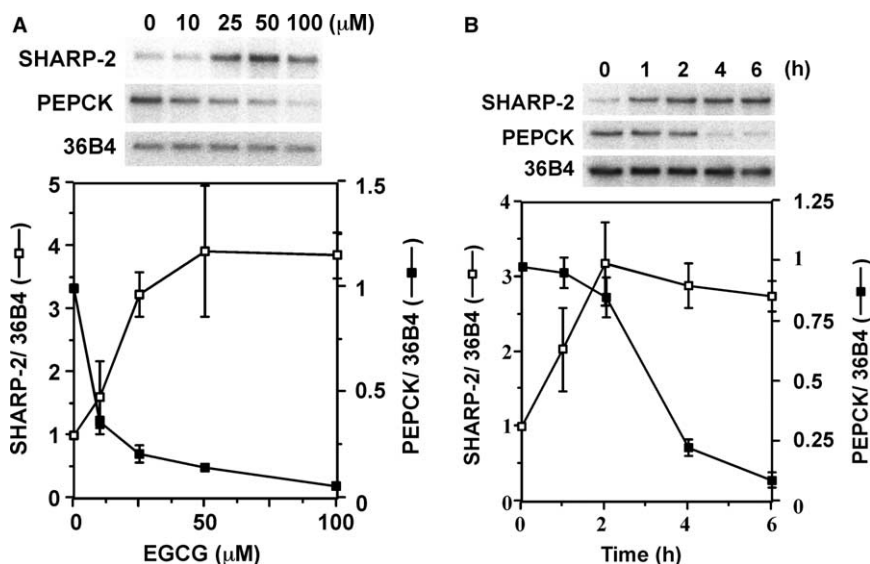 A
0 10 25 50 100 (μM)
SHARP-2
PEPCK
36B4
5
4
3
2
1
0
SHARP-2/ 36B4 (—□—)
1.5
1
0.5
0
PEPCK/ 36B4 (—■—)
0 50 100
EGCG (μM)
B
0 1 2 4 6 (h)
SHARP-2
PEPCK
36B4
4
3
2
1
0
SHARP-2/ 36B4 (—□—)
1.25
1
0.75
0.5
0.25
0
PEPCK/ 36B4 (—■—)
0 2 4 6
Time (h)